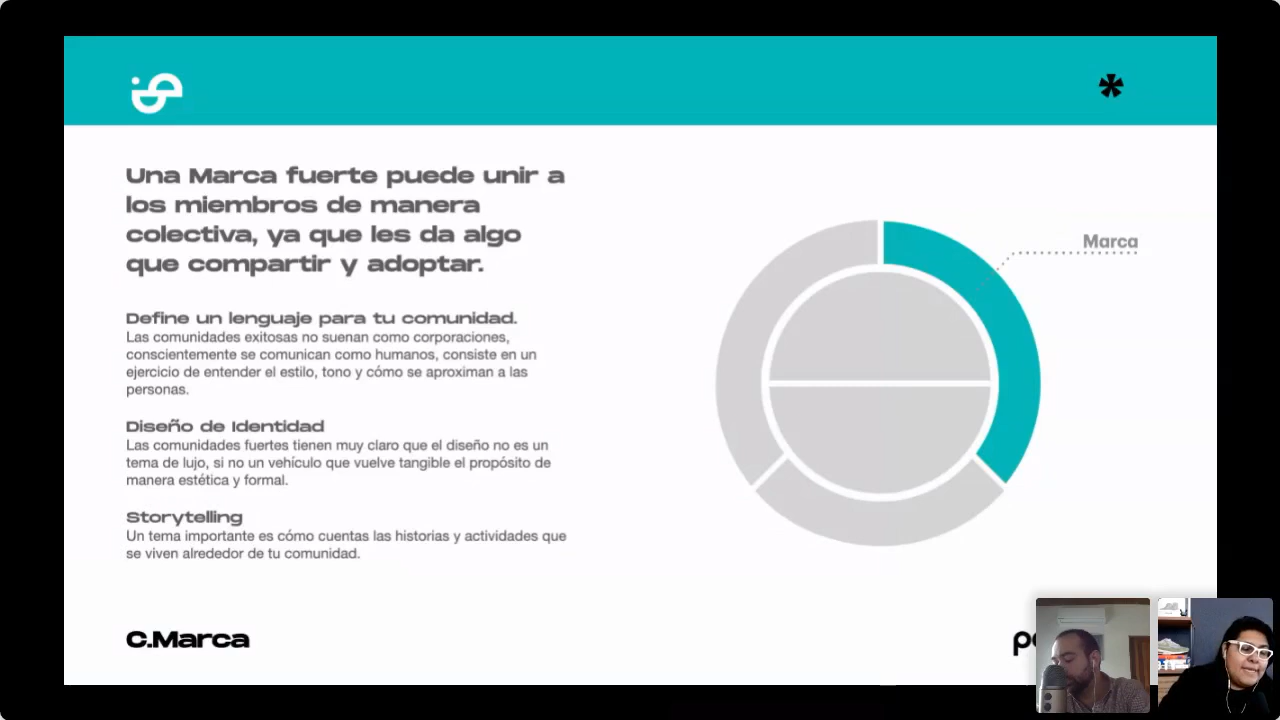 Una Marca fuerte puede unir a
los miembros de manera
colectiva, ya que les da algo
que compartir y adoptar.
Define un lenguaje para tu comunidad.
Las comunidades exitosas no suenan como corporaciones,
conscientemente se comunican como humanos, consiste en un
ejercicio de entender el estilo, tono y cómo se aproximan a las
personas.
Diseño de Identidad
Las comunidades fuertes tienen muy claro que el diseño no es un
tema de lujo, si no un vehículo que vuelve tangible el propósito de
manera estética y formal.
Storytelling
Un tema importante es cómo cuentas las historias y actividades que
se viven alrededor de tu comunidad.
Marca
C.Marca